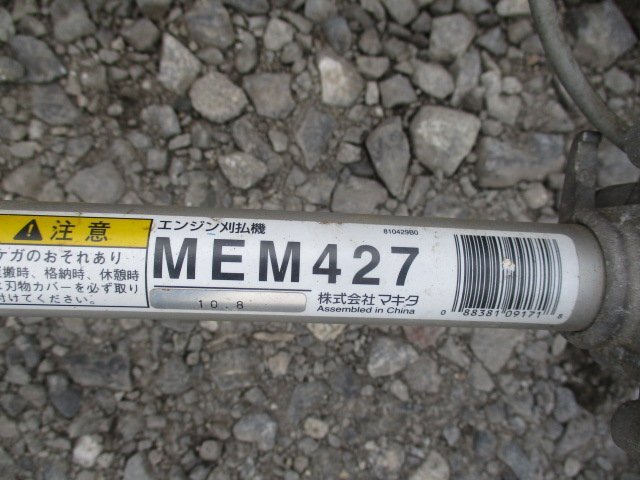 注意
ケガのおそれあり
搬時、格納時、休憩時
刃物カバーを必ず取り
付けてください。
エンジン刈払機
810429B0
MEM427
10.8
株式会社マキタ
Assembled in China
0 88381 09171 8